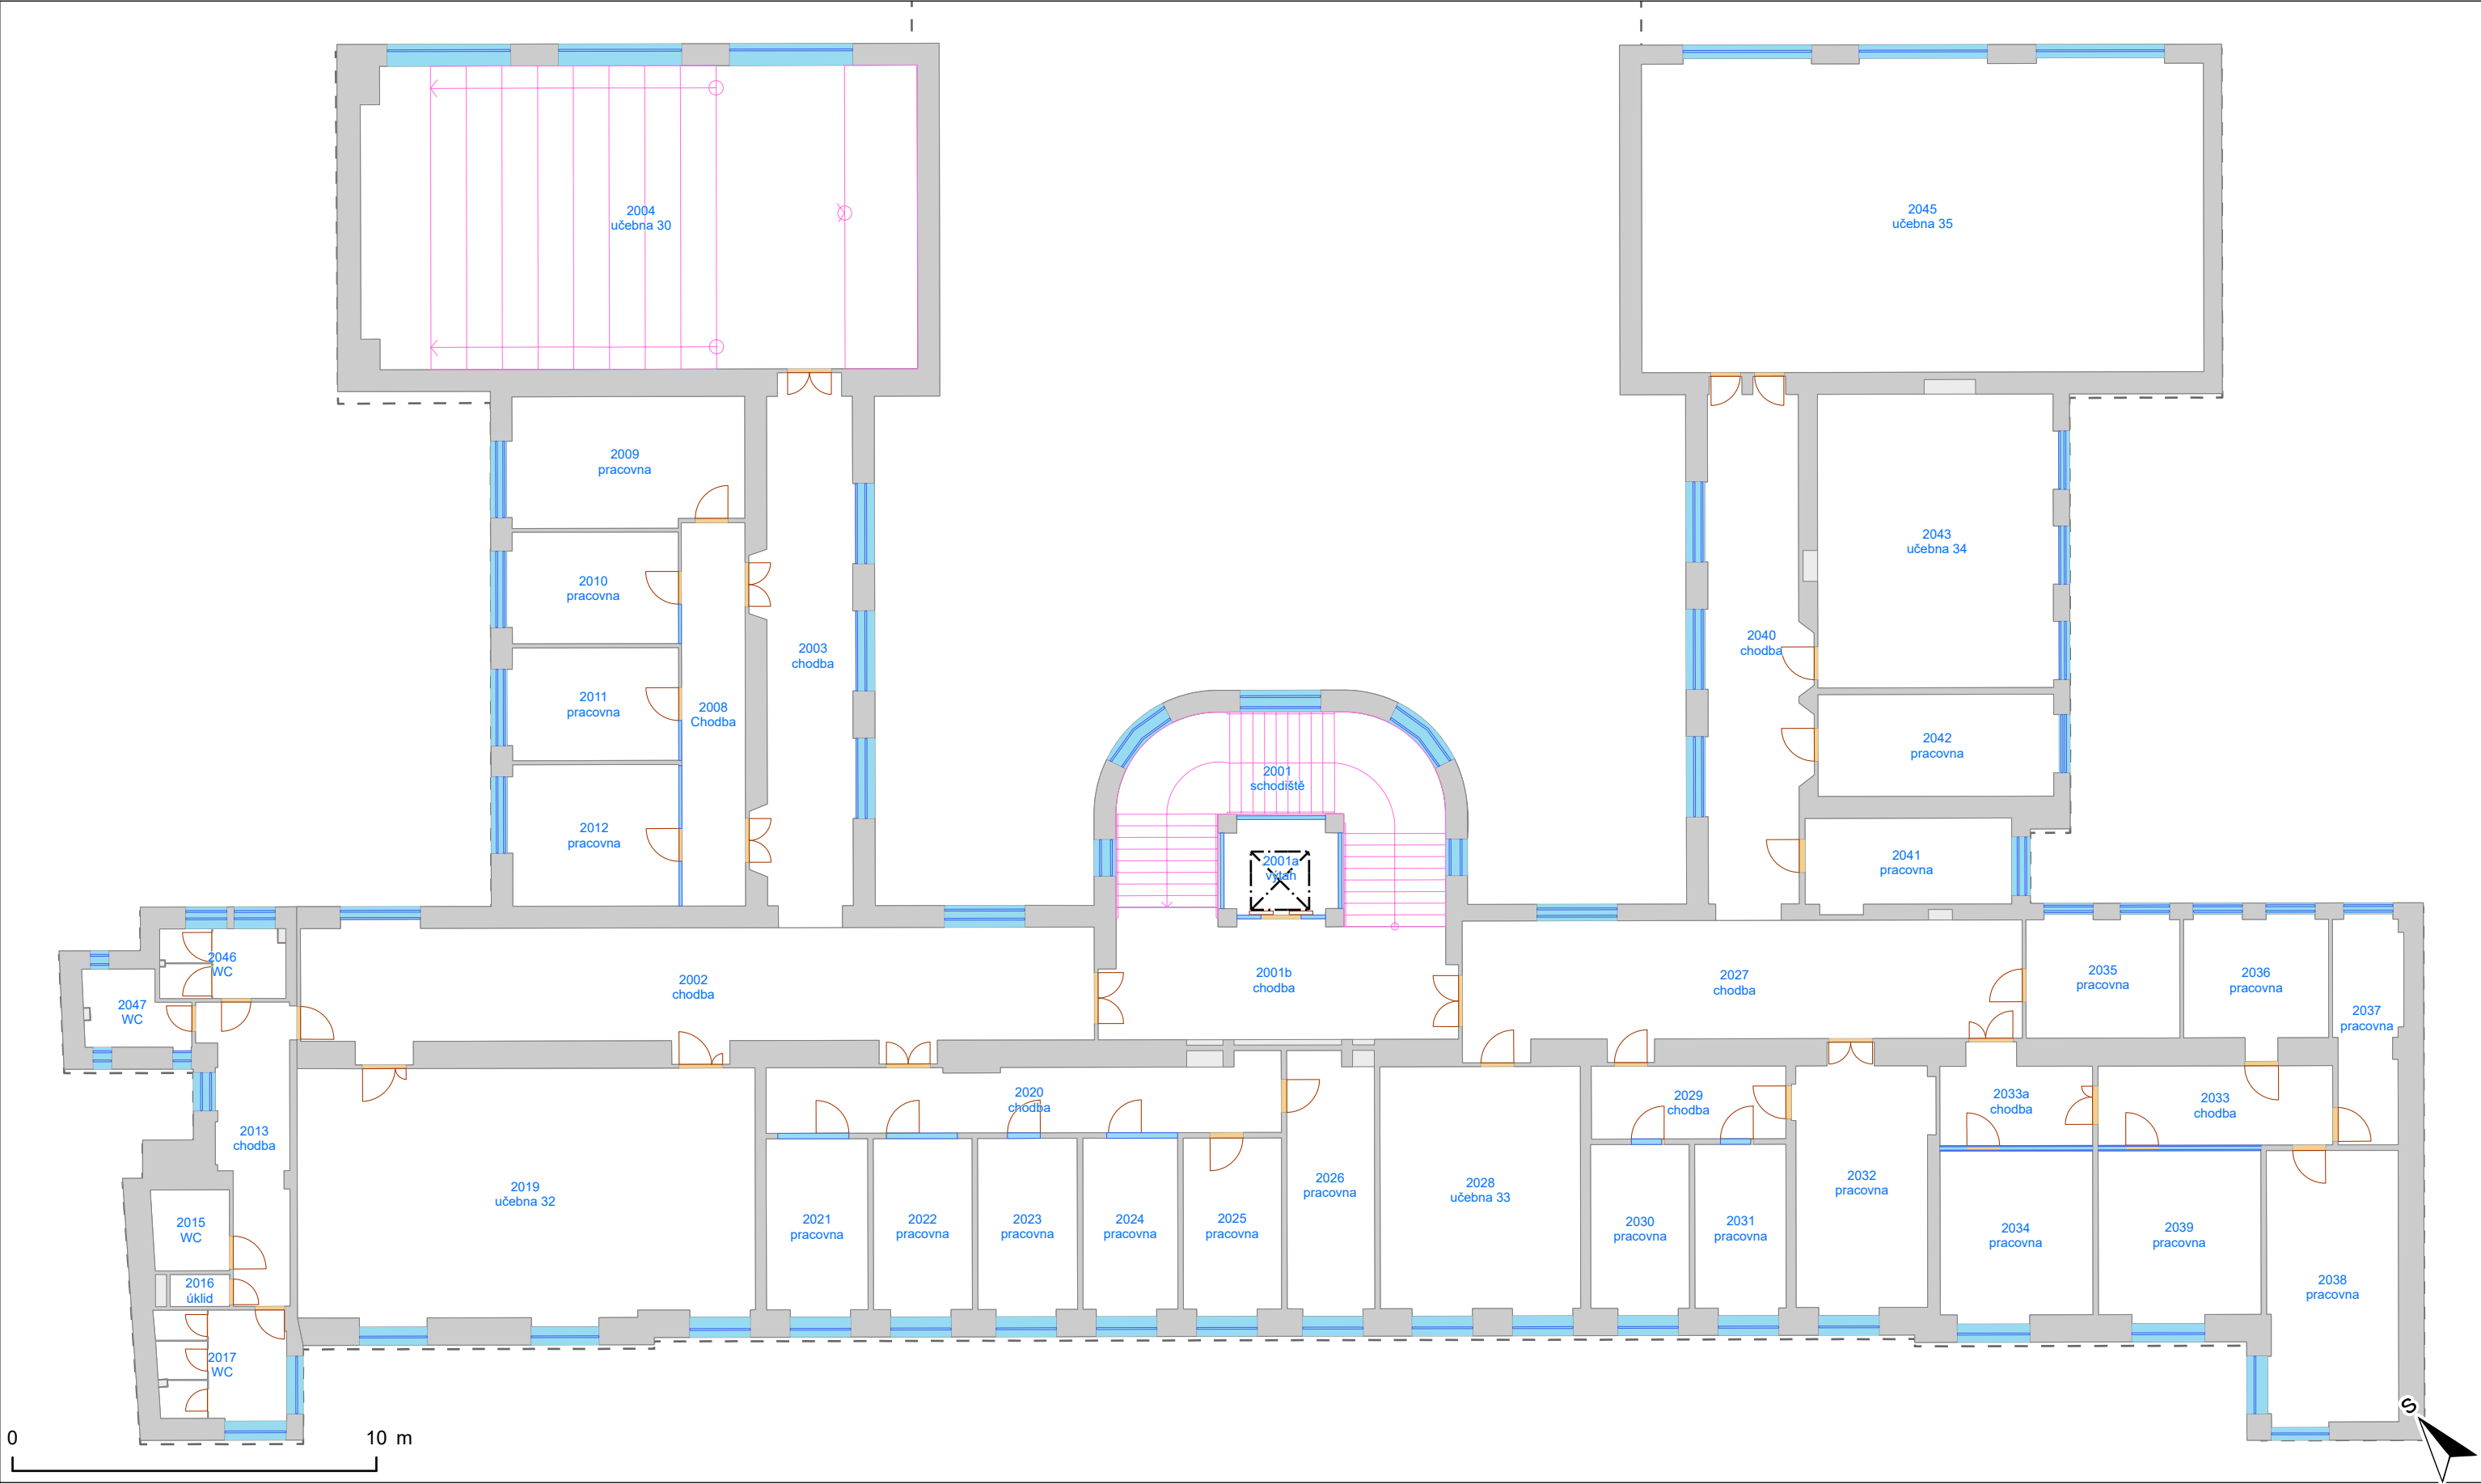 2004
učebna 30
2045
učebna 35
2009
pracovna
2010
pracovna
2011
pracovna
2012
pracovna
2008
Chodba
2003
chodba
2043
učebna 34
2040
chodba
2042
pracovna
2041
pracovna
2001
schodiště
2001a
výtah
2046
WC
2047
WC
2002
chodba
2001b
chodba
2027
chodba
2035
pracovna
2036
pracovna
2037
pracovna
2013
chodba
2020
chodba
2029
chodba
2033a
chodba
2033
chodba
2015
WC
2016
úklid
2017
WC
2019
učebna 32
2021
pracovna
2022
pracovna
2023
pracovna
2024
pracovna
2025
pracovna
2026
pracovna
2028
učebna 33
2030
pracovna
2031
pracovna
2032
pracovna
2034
pracovna
2039
pracovna
2038
pracovna
0 10 m
S